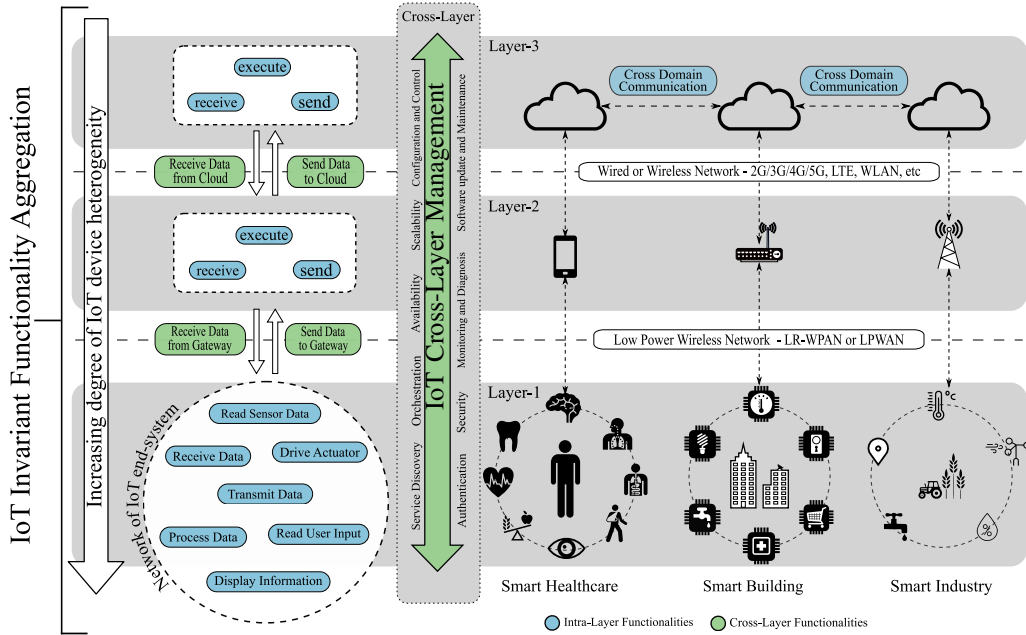 IoT Invariant Functionality Aggregation
Increasing degree of IoT device heterogeneity
execute
receive
send
Receive Data
from Cloud
Send Data
to Cloud
execute
receive
send
Receive Data
from Gateway
Send Data
to Gateway
Network of IoT end-system
Read Sensor Data
Receive Data
Drive Actuator
Transmit Data
Process Data
Read User Input
Display Information
Cross-Layer
IoT Cross-Layer Management
Configuration and Control
Scalability
Availability
Orchestration
Service Discovery
Software update and Maintenance
Monitoring and Diagnosis
Security
Authentication
Layer-3
Cross Domain
Communication
Cross Domain
Communication
Wired or Wireless Network - 2G/3G/4G/5G, LTE, WLAN, etc
Layer-2
Low Power Wireless Network - LR-WPAN or LPWAN
Layer-1
°c
%
Smart Healthcare
Smart Building
Smart Industry
Intra-Layer Functionalities
Cross-Layer Functionalities